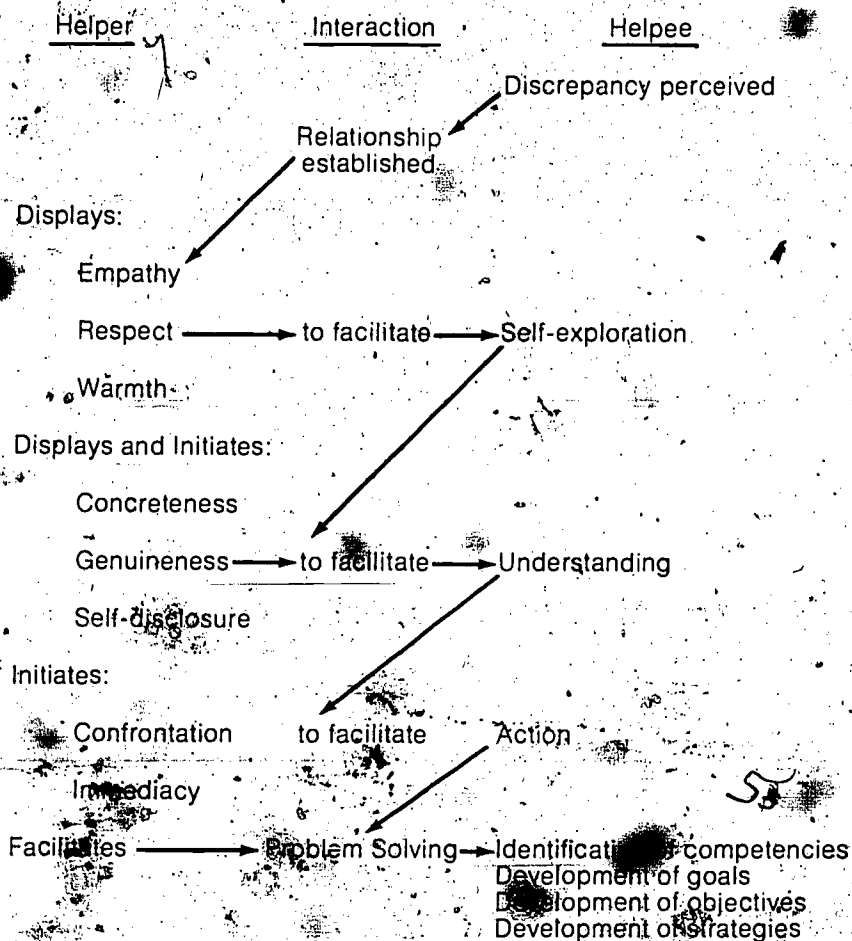 Helper Interaction Helpee
Discrepancy perceived
Relationship
established
Displays:
Empathy
Respect to facilitate Self-exploration
Warmth
Displays and Initiates:
Concreteness
Genuineness to facilitate Understanding
Self-disclosure
Initiates:
Confrontation to facilitate Action
Immediacy
Facilitates Problem Solving Identification of competencies
Development of goals
Development of objectives
Development of strategies